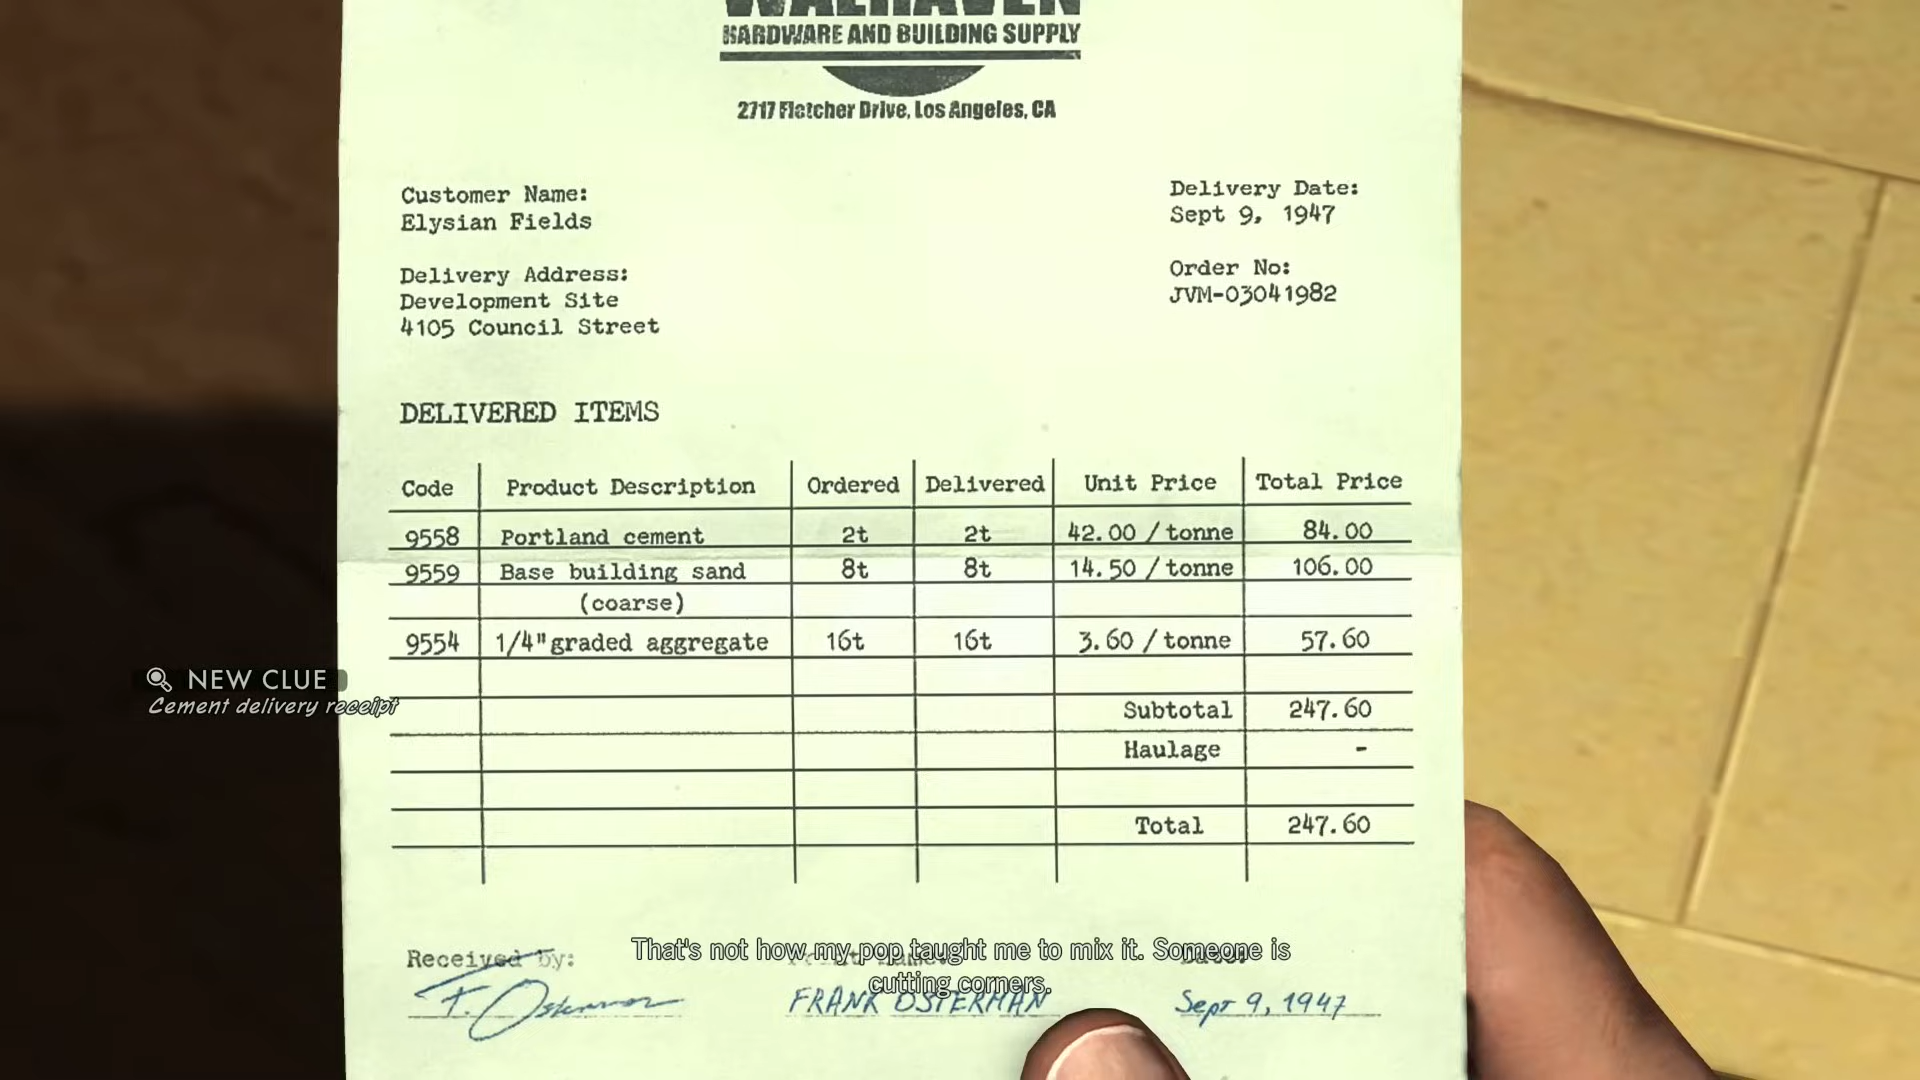 WALHAVEN
HARDWARE AND BUILDING SUPPLY
2717 Fletcher Drive, Los Angeles, CA
Customer Name:
Elysian Fields
Delivery Address:
Development Site
4105 Council Street
Delivery Date:
Sept 9, 1947
Order No:
JVM-03041982
DELIVERED ITEMS
Code Product Description Ordered Delivered Unit Price Total Price
9558 Portland cement 2t 2t 42.00 / tonne 84.00
9559 Base building sand 8t 8t 14.50 / tonne 106.00
(coarse)
9554 1/4" graded aggregate 16t 16t 3.60 / tonne 57.60
Subtotal 247.60
Haulage -
Total 247.60
NEW CLUE
Cement delivery receipt
Received by:
That's not how my pop taught me to mix it. Someone is
cutting corners.
F. Osterman FRANK OSTERMAN Sept 9, 1947